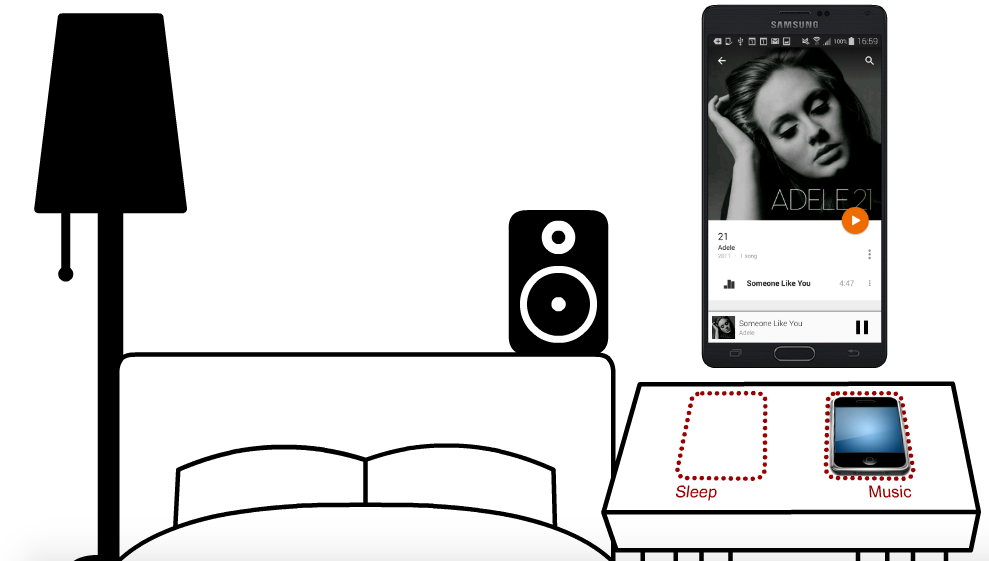 SAMSUNG
100% 16:59
ADELE 21
21
Adele
2011 · 1 song
Someone Like You 4:47
Someone Like You
Adele
Sleep Music